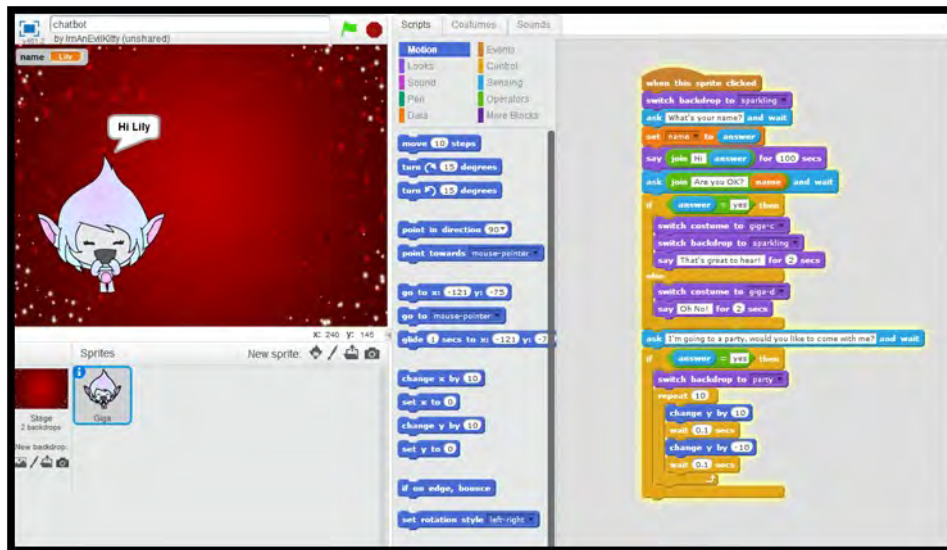 chatbot
by ImAnEvilKitty (unshared)
name Lily
Hi Lily
X: 240 y: 145
Sprites
New sprite:
Stage
2 backdrops
New backdrop:
Giga
Scripts Costumes Sounds
Motion Events
Looks Control
Sound Sensing
Pen Operators
Data More Blocks
move 10 steps
turn 15 degrees
turn 15 degrees
point in direction 90
point towards mouse-pointer
go to x: -121 y: -75
go to mouse-pointer
glide 1 secs to x: -121 y:
change x by 10
set x to 0
change y by 10
set y to 0
if on edge, bounce
set rotation style left-right
when this sprite clicked
switch backdrop to sparkling
ask What's your name? and wait
set name to answer
say join Hi answer for 100 secs
ask join Are you OK? name and wait
if answer = yes then
switch costume to giga-c
switch backdrop to sparkling
say That's great to hear! for 2 secs
else
switch costume to giga-d
say Oh No! for 2 secs
ask I'm going to a party, would you like to come with me? and wait
if answer = yes then
switch backdrop to party
repeat 10
change y by 10
wait 0.1 secs
change y by -10
wait 0.1 secs